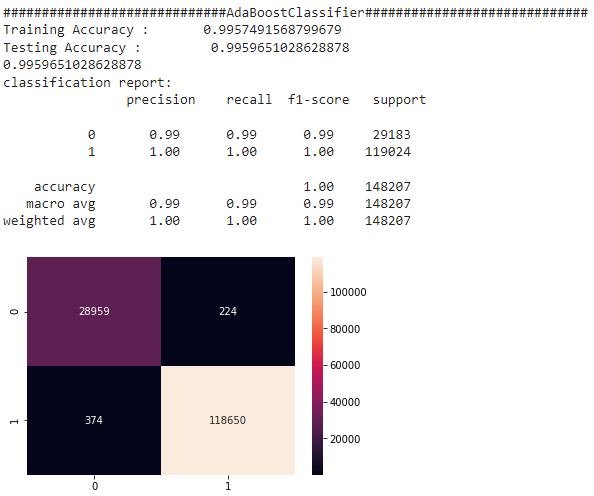 #############################AdaBoostClassifier#############################
Training Accuracy :       0.9957491568799679
Testing Accuracy :         0.9959651028628878
0.9959651028628878
classification report:
                precision    recall  f1-score   support

           0       0.99      0.99      0.99     29183
           1       1.00      1.00      1.00    119024

    accuracy                           1.00    148207
   macro avg       0.99      0.99      0.99    148207
weighted avg       1.00      1.00      1.00    148207
0
28959
224
1
374
118650
0
1
100000
80000
60000
40000
20000